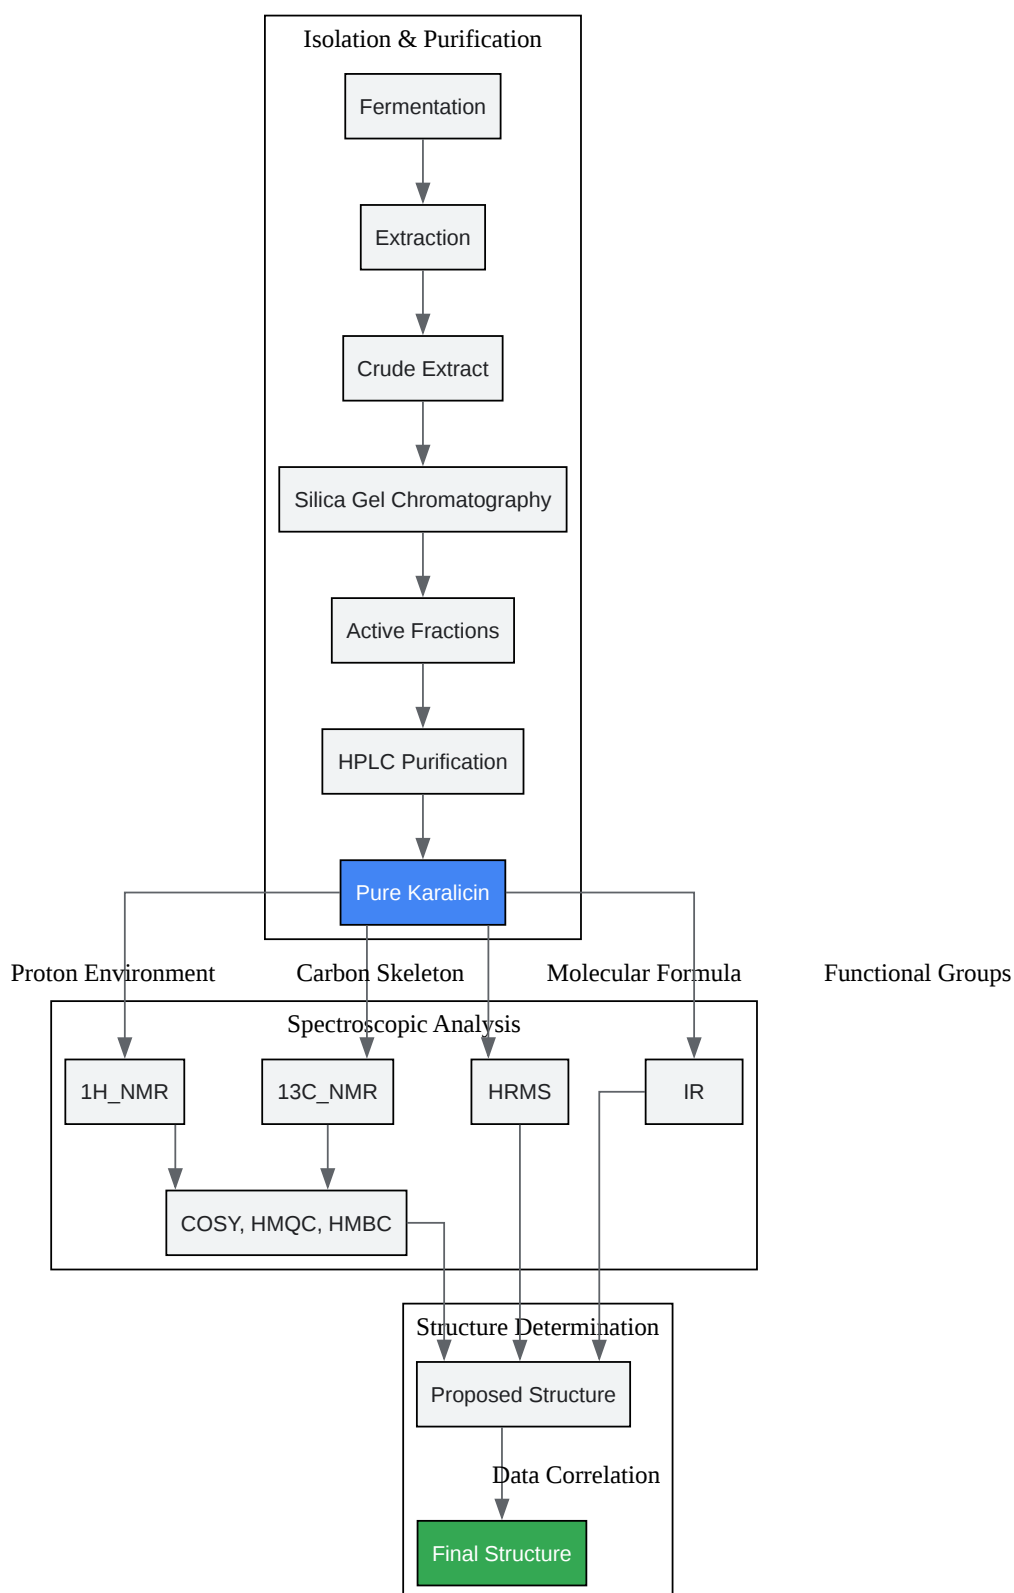 Isolation & Purification
Fermentation
Extraction
Crude Extract
Silica Gel Chromatography
Active Fractions
HPLC Purification
Pure Karalicin
Proton Environment
Carbon Skeleton
Molecular Formula
Functional Groups
Spectroscopic Analysis
1H_NMR
13C_NMR
HRMS
IR
COSY, HMQC, HMBC
Structure Determination
Proposed Structure
Data Correlation
Final Structure